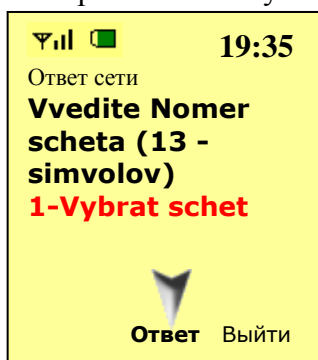 19:35
Ответ сети
Vvedite Nomer
scheta (13 -
simvolov)
1-Vybrat schet
Ответ Выйти